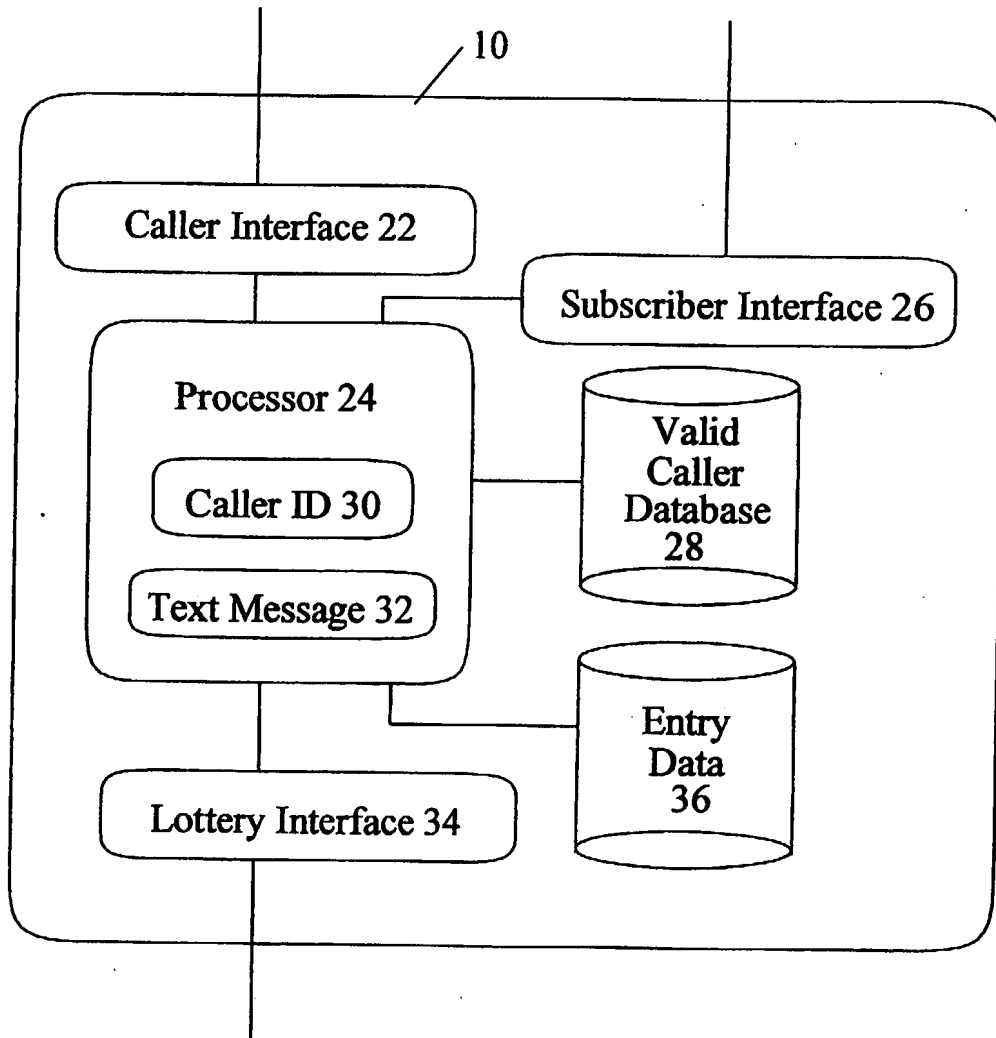 10
Caller Interface 22
Subscriber Interface 26
Processor 24
Caller ID 30
Text Message 32
Valid
Caller
Database
28
Entry
Data
36
Lottery Interface 34